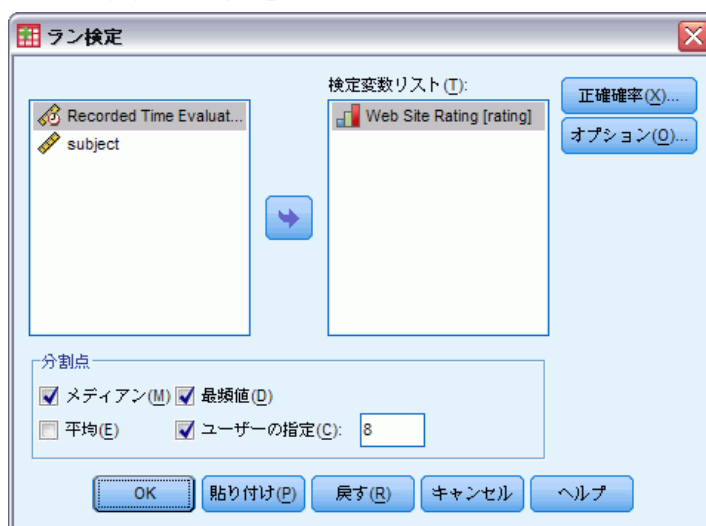 ラン検定
検定変数リスト(T):
Recorded Time Evaluat...
subject
Web Site Rating [rating]
正確確率(X)...
オプション(O)...
分割点
メディアン(M) 最頻値(D)
平均(E) ユーザーの指定(C): 8
OK 貼り付け(P) 戻す(R) キャンセル ヘルプ